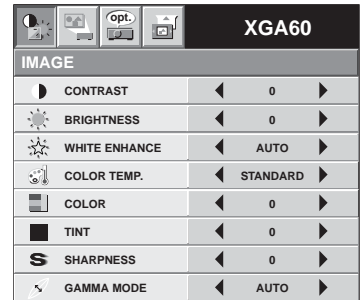 opt.
XGA60
IMAGE
CONTRAST 0
BRIGHTNESS 0
WHITE ENHANCE AUTO
COLOR TEMP. STANDARD
COLOR 0
TINT 0
SHARPNESS 0
GAMMA MODE AUTO